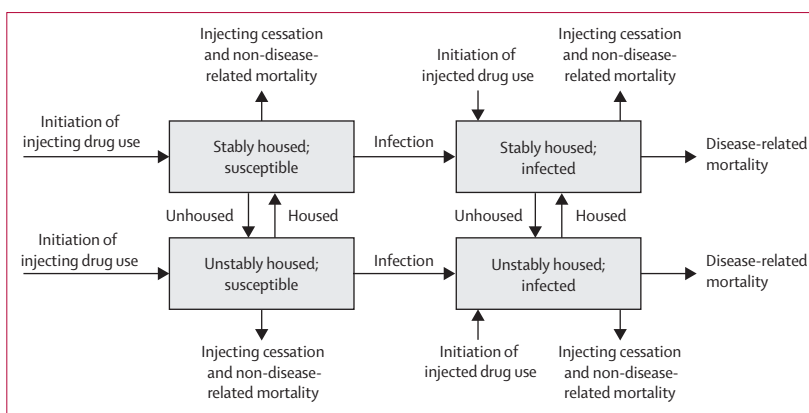 Injecting cessation
and non-disease-
related mortality
Initiation of
injected drug use
Injecting cessation
and non-disease-
related mortality
Initiation of
injecting drug use
Stably housed;
susceptible
Infection
Stably housed;
infected
Disease-related
mortality
Unhoused
Housed
Unhoused
Housed
Initiation of
injecting drug use
Unstably housed;
susceptible
Infection
Unstably housed;
infected
Disease-related
mortality
Injecting cessation
and non-disease-
related mortality
Initiation of
injected drug use
Injecting cessation
and non-disease-
related mortality